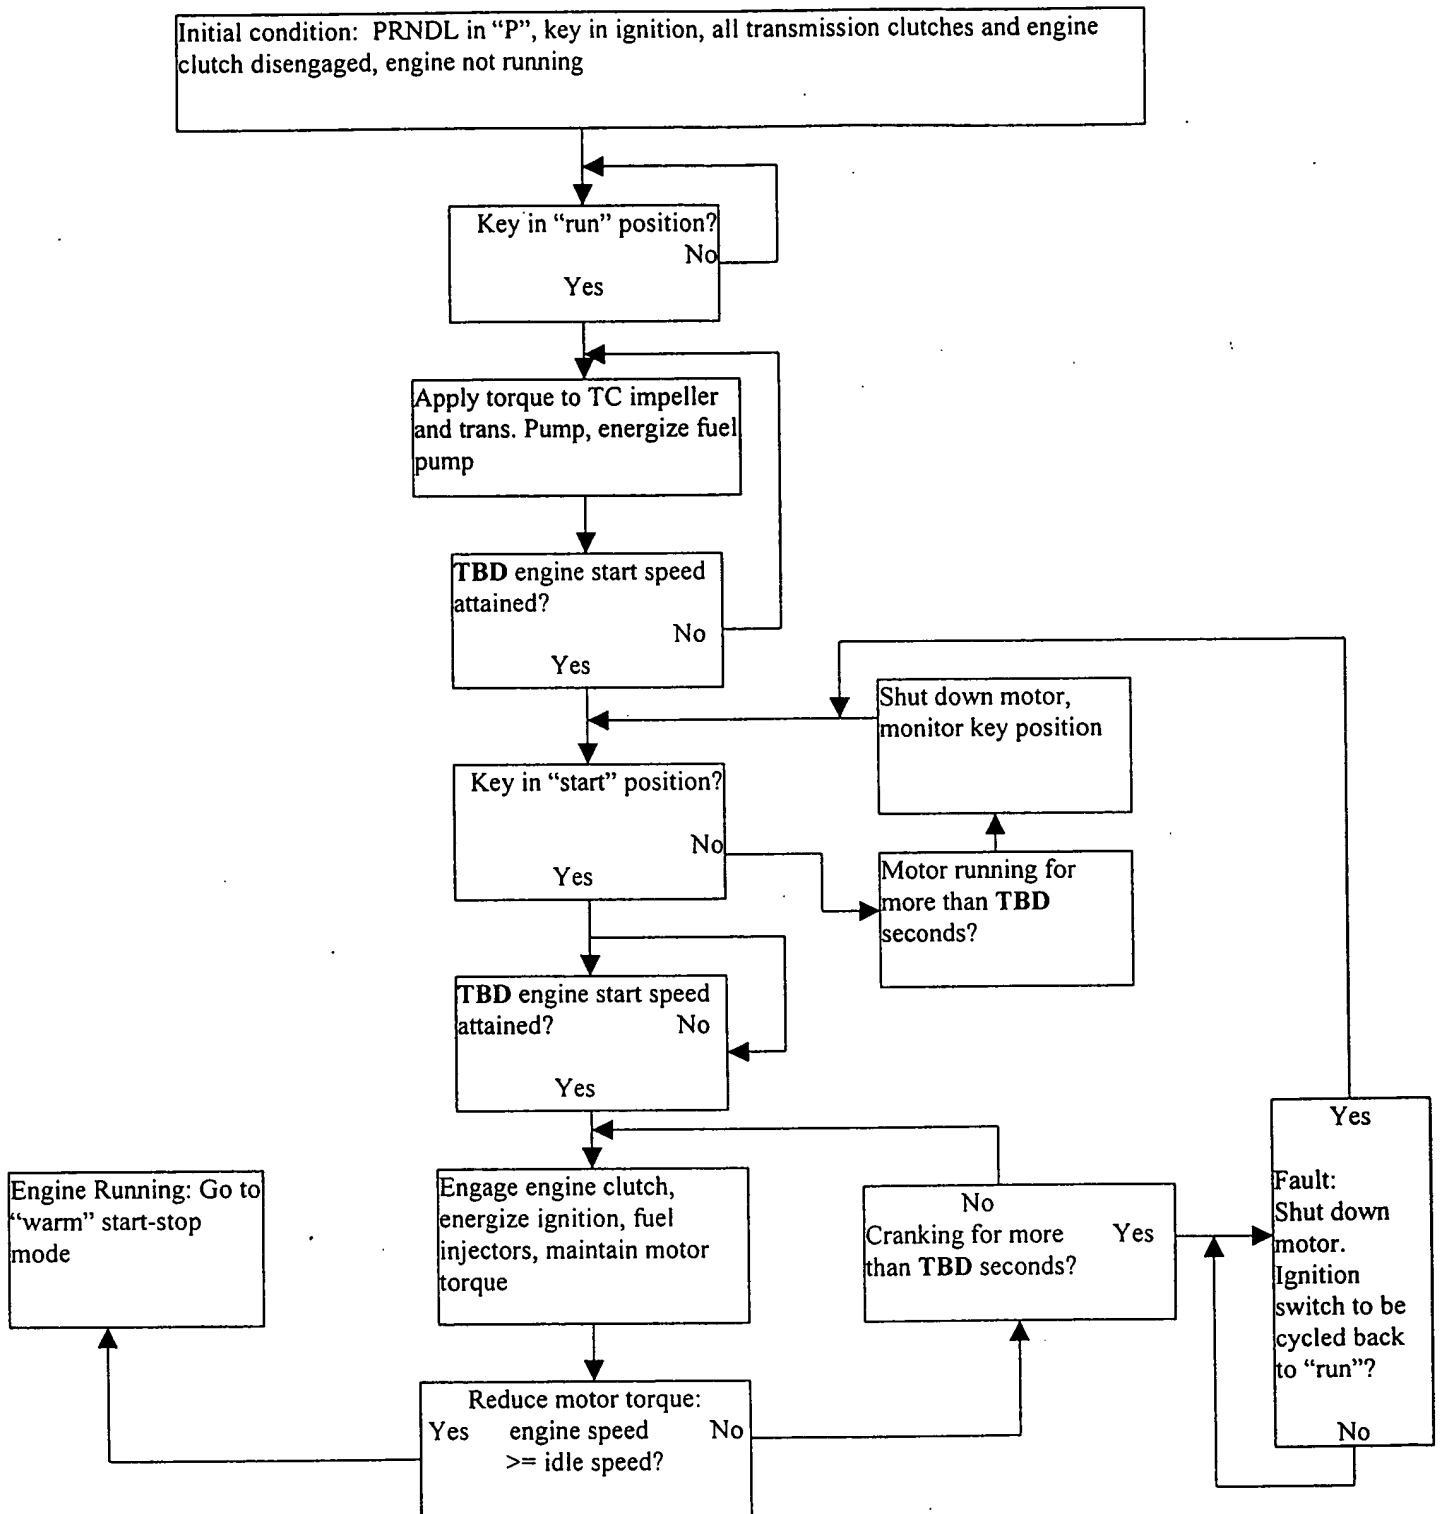 Initial condition: PRNDL in “P”, key in ignition, all transmission clutches and engine
clutch disengaged, engine not running
Key in “run” position?
No
Yes
Apply torque to TC impeller
and trans. Pump, energize fuel
pump
TBD engine start speed
attained?
No
Yes
Shut down motor,
monitor key position
Key in “start” position?
No
Yes
Motor running for
more than TBD
seconds?
TBD engine start speed
attained? No
Yes
Engine Running: Go to
“warm” start-stop
mode
Engage engine clutch,
energize ignition, fuel
injectors, maintain motor
torque
No
Cranking for more Yes
than TBD seconds?
Yes
Fault:
Shut down
motor.
Ignition
switch to be
cycled back
to “run”?
No
Reduce motor torque:
Yes engine speed No
>= idle speed?